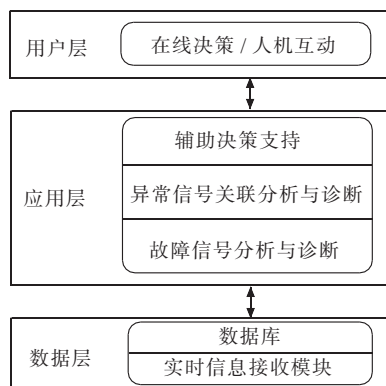 用户层
在线决策 / 人机互动
应用层
辅助决策支持
异常信号关联分析与诊断
故障信号分析与诊断
数据层
数据库
实时信息接收模块